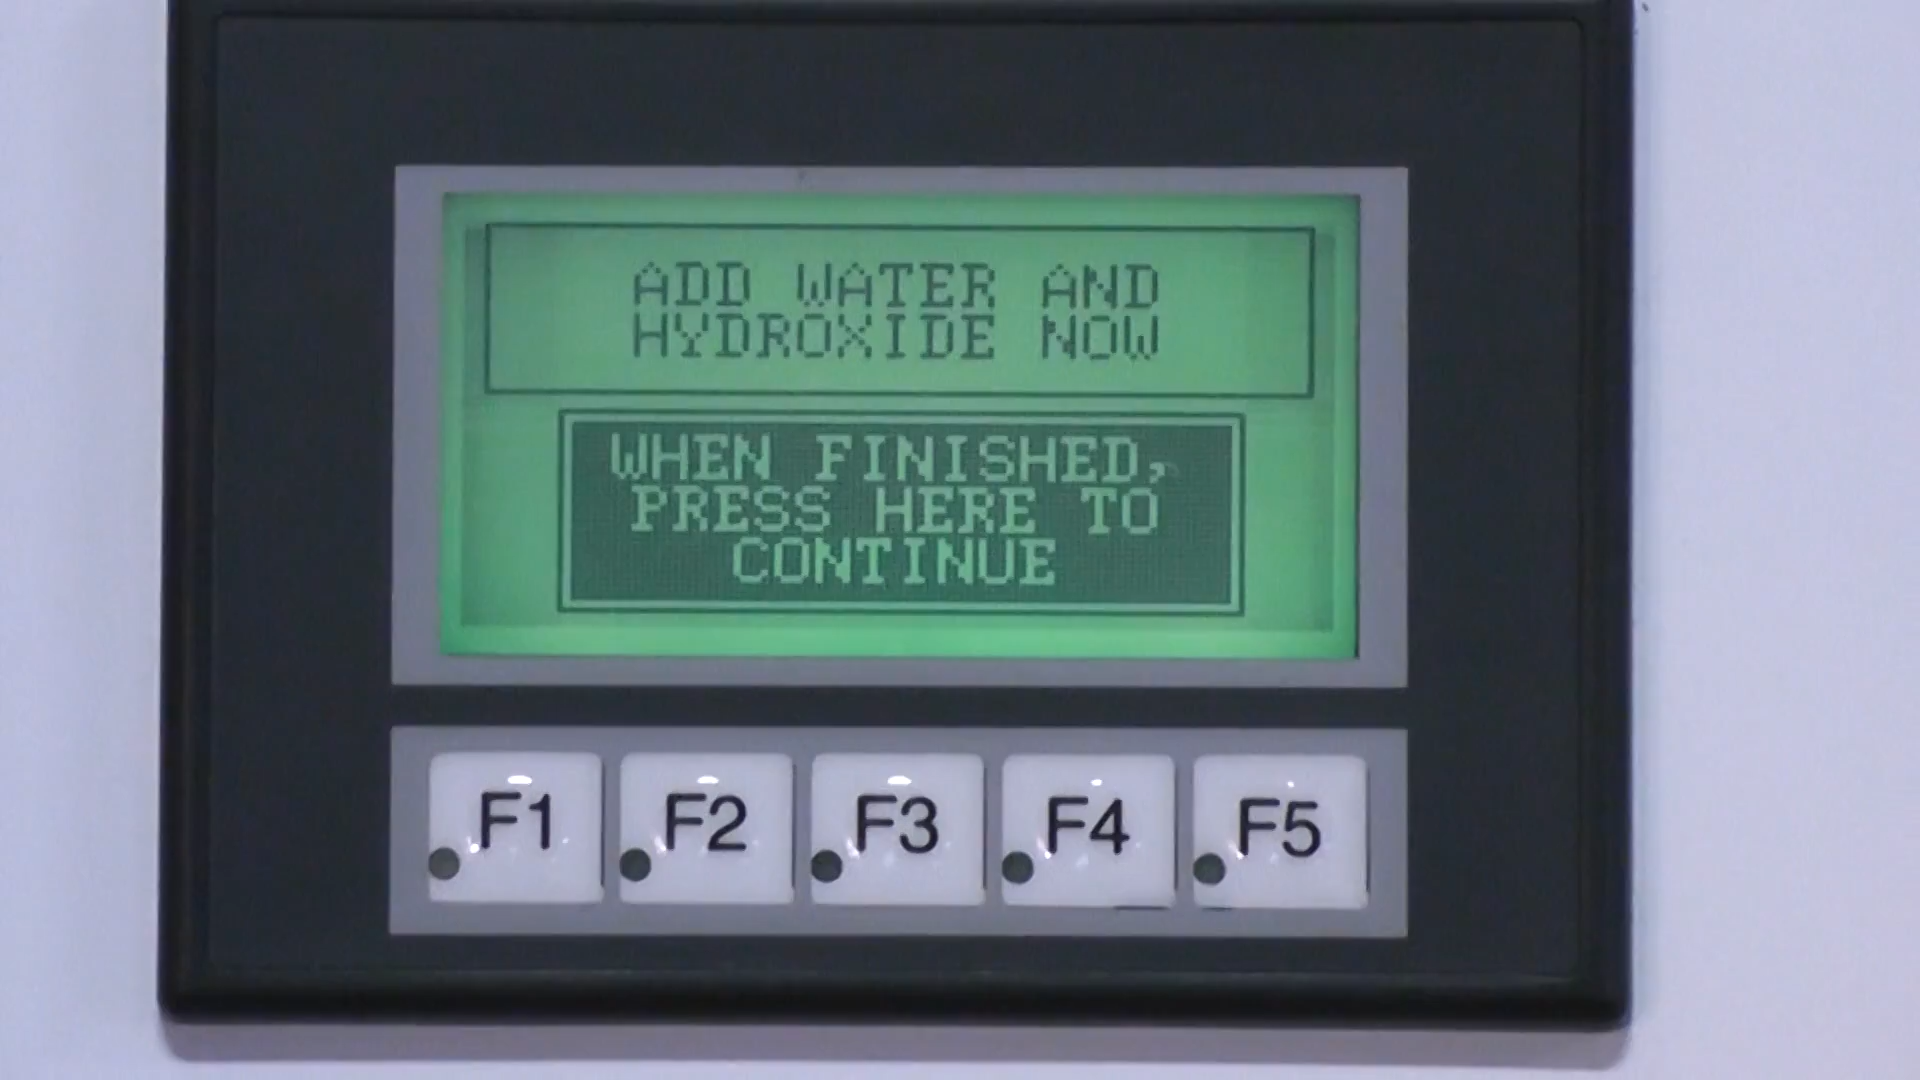 ADD WATER AND
HYDROXIDE NOW
WHEN FINISHED,
PRESS HERE TO
CONTINUE
F1 F2 F3 F4 F5